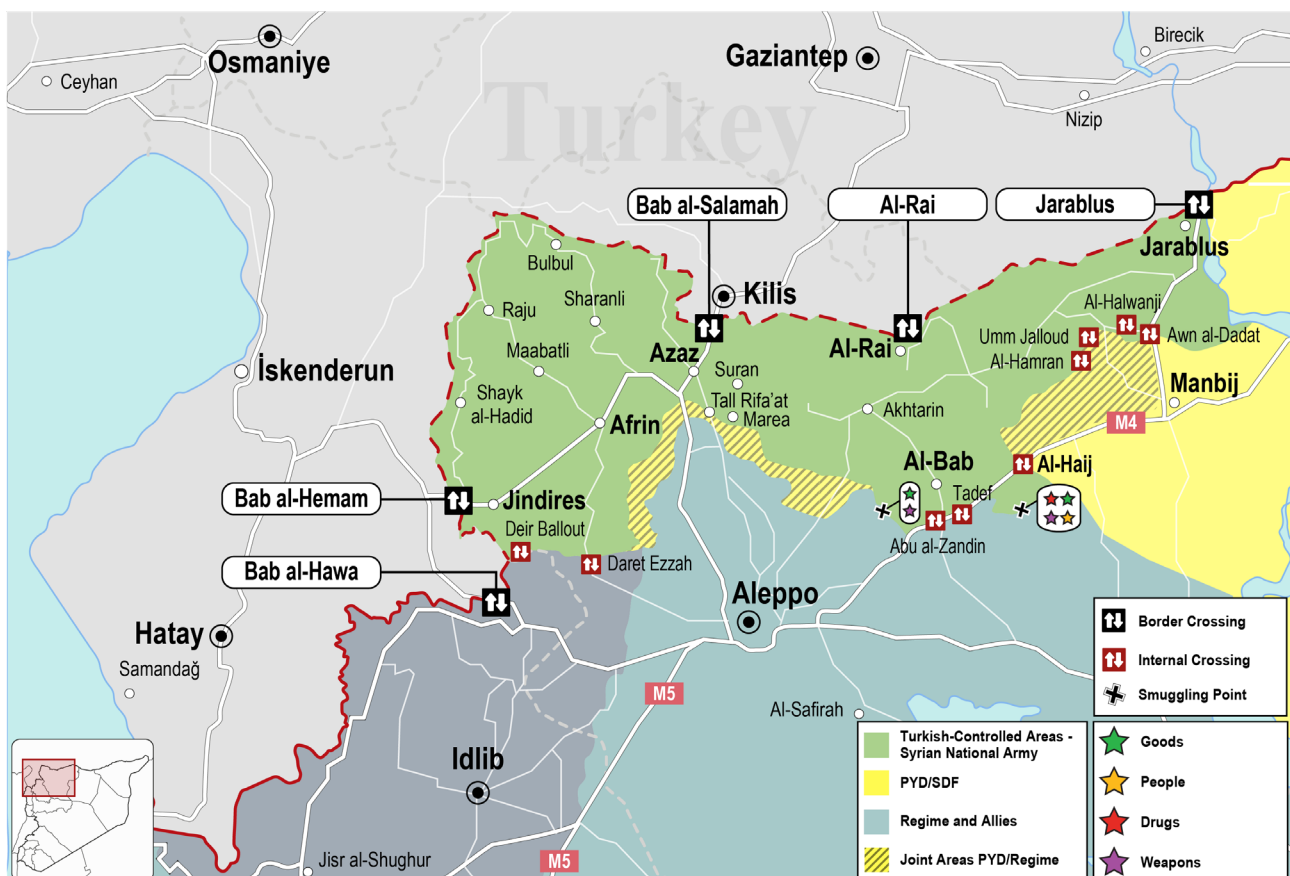 Osmaniye
Ceyhan
Gaziantep
Birecik
Nizip
Turkey
Bab al-Salamah
Al-Rai
Jarablus
Jarablus
Bulbul
Kilis
Sharanli
Raju
Al-Halwanji
Umm Jalloud
Awn al-Dadat
Maabatli
Azaz
Al-Rai
Al-Hamran
İskenderun
Suran
Manbij
Shayk
al-Hadid
Tall Rifa'at
Marea
Akhtarin
Afrin
M4
Al-Bab
Al-Haij
Bab al-Hemam
Jindires
Tadef
Deir Ballout
Abu al-Zandin
Daret Ezzah
Bab al-Hawa
Aleppo
Hatay
Samandağ
M5
Al-Safirah
Idlib
Jisr al-Shughur
M5
Border Crossing
Internal Crossing
Smuggling Point
Turkish-Controlled Areas -
Syrian National Army
PYD/SDF
Regime and Allies
Joint Areas PYD/Regime
Goods
People
Drugs
Weapons